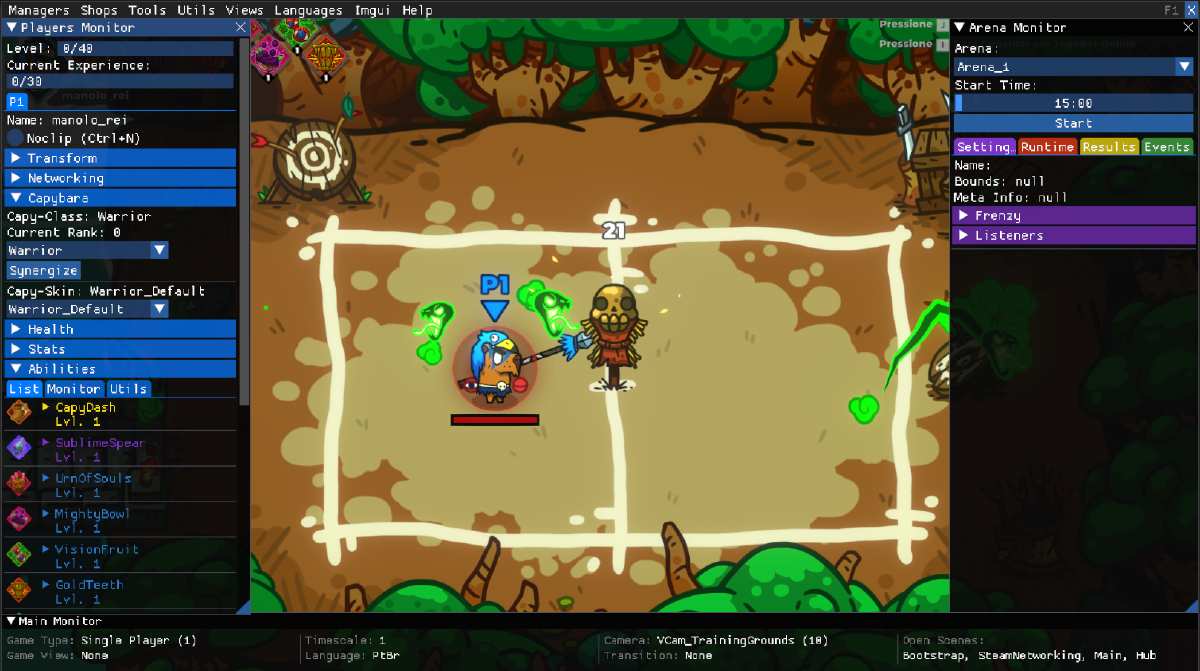 Managers Shops Tools Utils Views Languages Imgui Help F1 X
Players Monitor
Level: 0/40
Current Experience:
0/30
P1
Name: manolo_rei
Noclip (Ctrl+N)
Transform
Networking
Capybara
Capy-Class: Warrior
Current Rank: 0
Warrior
Synergize
Capy-Skin: Warrior_Default
Warrior_Default
Health
Stats
Abilities
List Monitor Utils
CapyDash
Lvl. 1
SublimeSpear
Lvl. 1
UrnOfSouls
Lvl. 1
MightyBowl
Lvl. 1
VisionFruit
Lvl. 1
GoldTeeth
Lvl. 1
1
1
1
Pressione
Pressione
21
P1
Arena Monitor
Arena:
Arena_1
Start Time:
15:00
Start
Setting Runtime Results Events
Name:
Bounds: null
Meta Info: null
Frenzy
Listeners
Main Monitor
Game Type: Single Player (1)
Game View: None
Timescale: 1
Language: PtBr
Camera: VCam_TrainingGrounds (10)
Transition: None
Open Scenes:
Bootstrap, SteamNetworking, Main, Hub